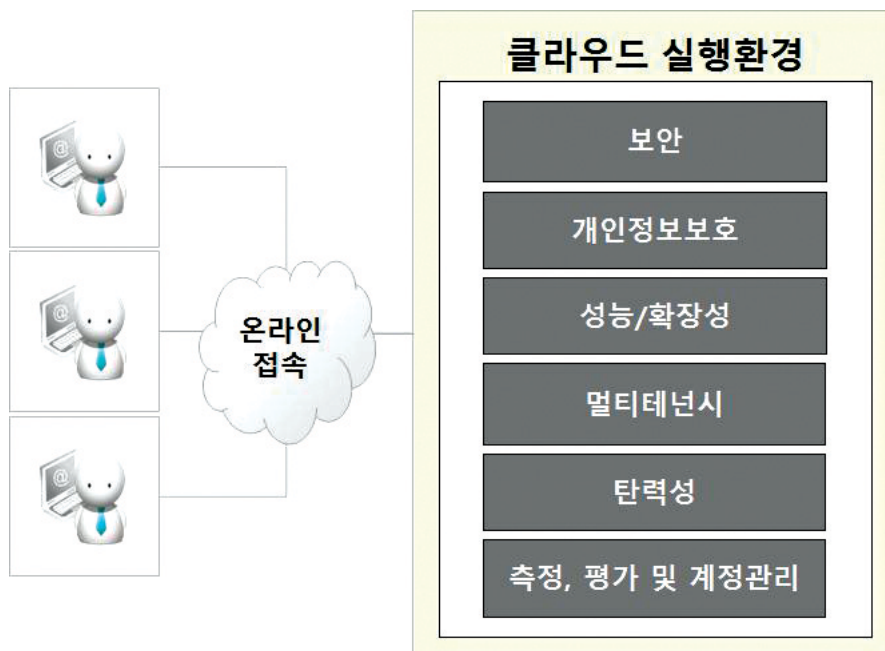 클라우드 실행환경
보안
개인정보보호
성능/확장성
멀티테넌시
탄력성
측정, 평가 및 계정관리
온라인
접속
@
@
@